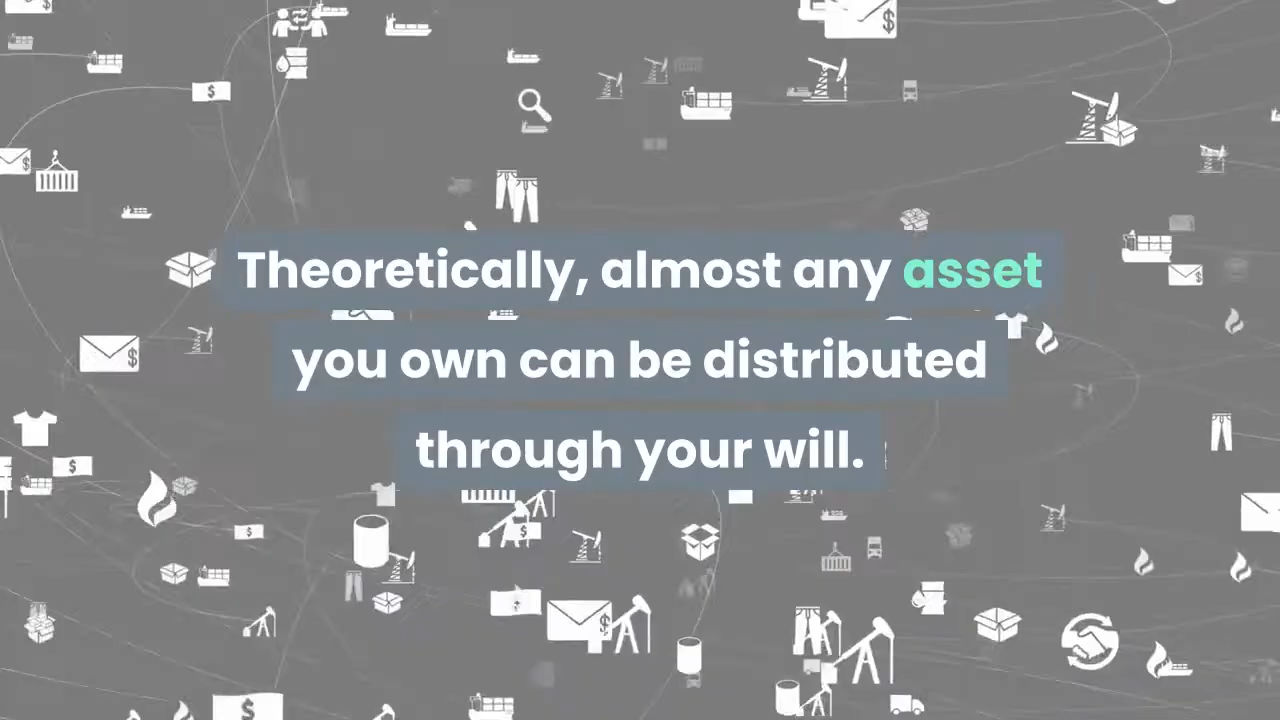 Theoretically, almost any asset
you own can be distributed
through your will.